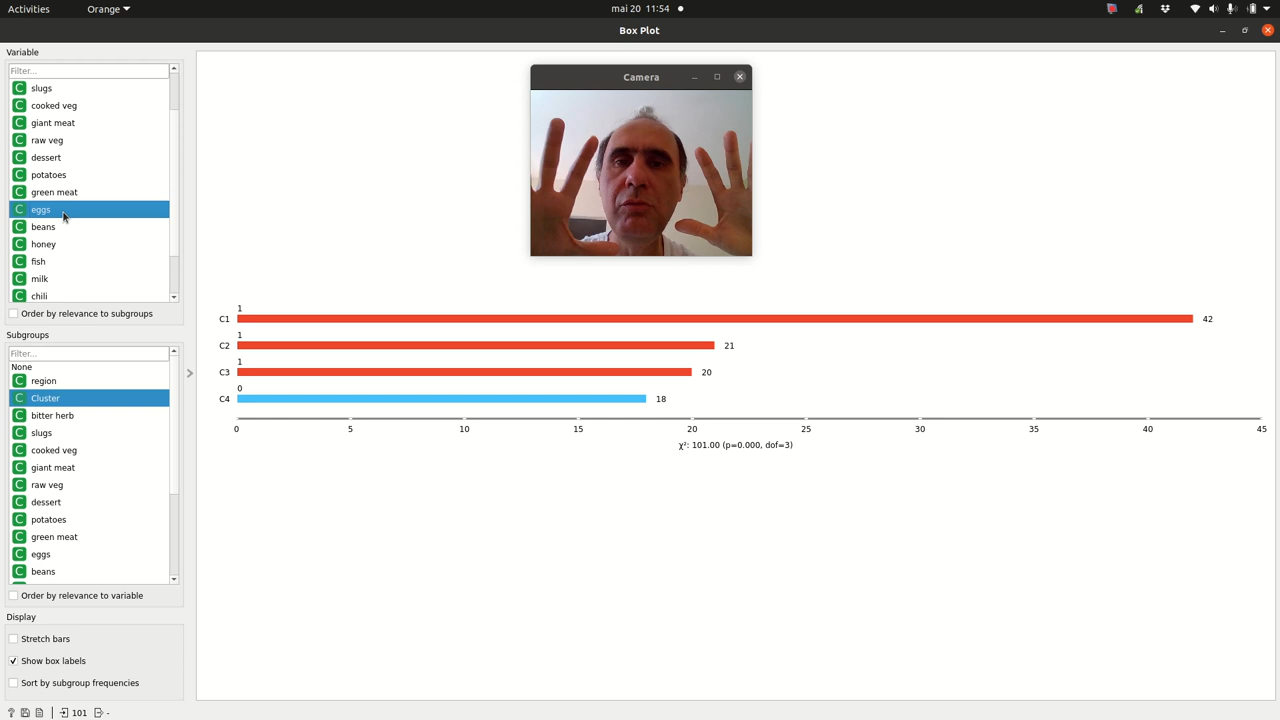 Activities
Orange
mai 20 11:54
Box Plot
Variable
Filter...
C slugs
C cooked veg
C giant meat
C raw veg
C dessert
C potatoes
C green meat
C eggs
C beans
C honey
C fish
C milk
C chili
Order by relevance to subgroups
Subgroups
Filter...
None
C region
C Cluster
C bitter herb
C slugs
C cooked veg
C giant meat
C raw veg
C dessert
C potatoes
C green meat
C eggs
C beans
Order by relevance to variable
Display
Stretch bars
Show box labels
Sort by subgroup frequencies
101 -
Camera
1
C1 42
1
C2 21
1
C3 20
0
C4 18
0 5 10 15 20 25 30 35 40 45
χ²: 101.00 (p=0.000, dof=3)